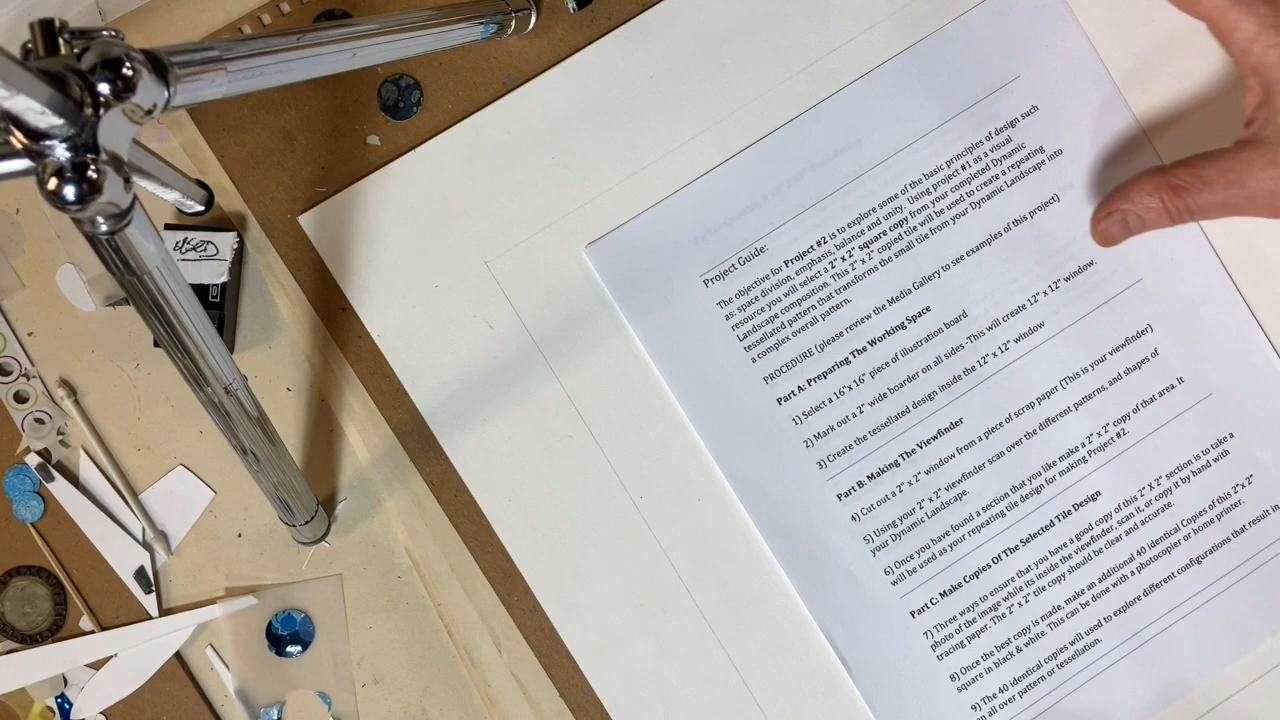 Project Guide:
The objective for Project #2 is to explore some of the basic principles of design such
as: space division, emphasis, balance and unity. Using project #1 as a visual
resource you will select a 2" x 2" square copy from your completed Dynamic
Landscape composition. This 2" x 2" copied tile will be used to create a repeating
tessellated pattern that transforms the small tile from your Dynamic Landscape into
a complex overall pattern.
PROCEDURE (please review the Media Gallery to see examples of this project)
Part A: Preparing The Working Space
1) Select a 16"x 16" piece of illustration board
2) Mark out a 2" wide boarder on all sides -This will create 12" x 12" window.
3) Create the tessellated design inside the 12" x 12" window
Part B: Making The Viewfinder
4) Cut out a 2" x 2" window from a piece of scrap paper (This is your viewfinder)
5) Using your 2" x 2" viewfinder scan over the different patterns, and shapes of
your Dynamic Landscape.
6) Once you have found a section that you like make a 2" x 2" copy of that area. It
will be used as your repeating tile design for making Project #2.
Part C: Make Copies Of The Selected Tile Design
7) Three ways to ensure that you have a good copy of this 2" X 2" section is to take a
photo of the image while its inside the viewfinder, scan it, or copy it by hand with
tracing paper. The 2" x 2" tile copy should be clear and accurate.
8) Once the best copy is made, make an additional 40 identical Copies of this 2"x2"
square in black & white. This can be done with a photocopier or home printer.
9) The 40 identical copies will used to explore different configurations that result in
an all over pattern or tessellation.